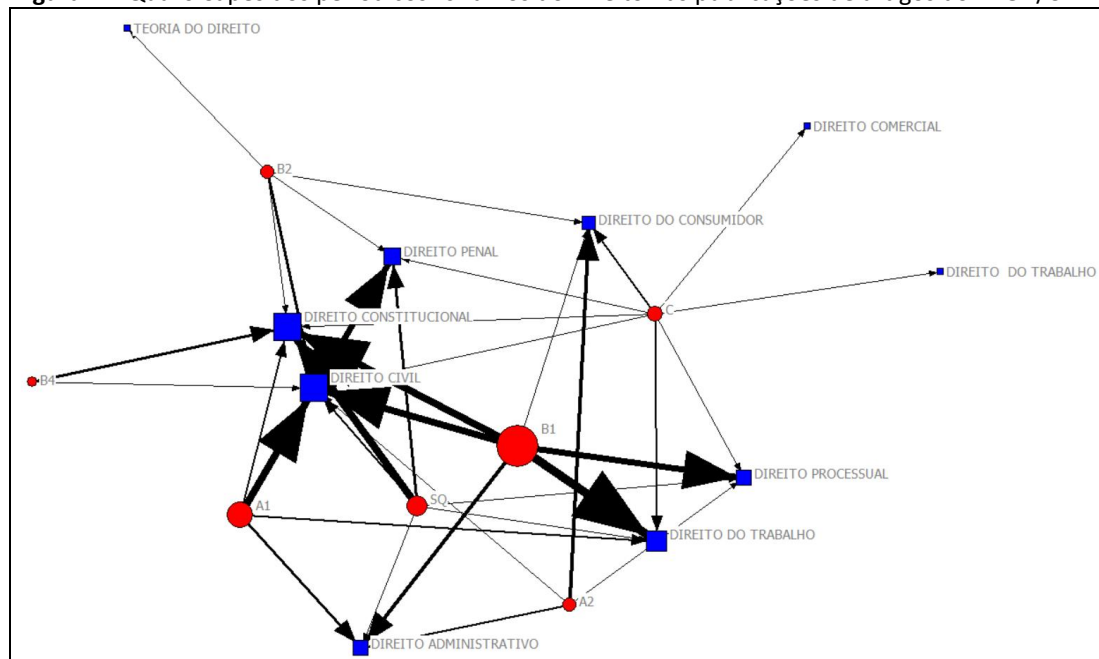 TEORIA DO DIREITO
DIREITO COMERCIAL
B2
DIREITO DO CONSUMIDOR
DIREITO PENAL
DIREITO  DO TRABALHO
C
DIREITO CONSTITUCIONAL
B4
DIREITO CIVIL
B1
DIREITO PROCESSUAL
SQ
A1
DIREITO DO TRABALHO
A2
DIREITO ADMINISTRATIVO